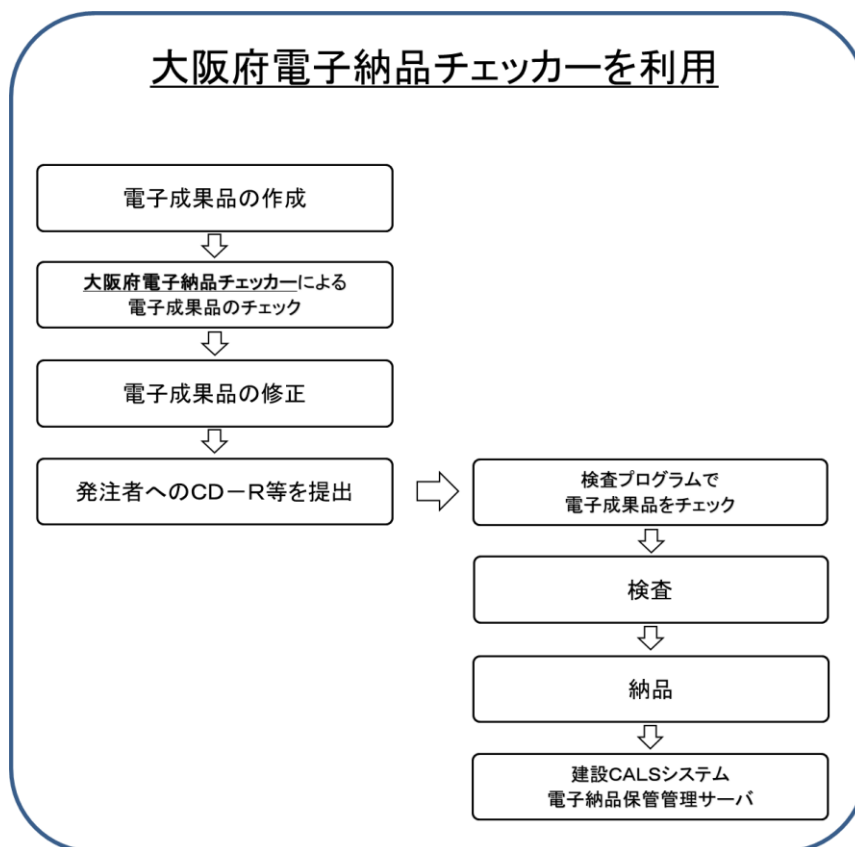 大阪府電子納品チェッカーを利用
電子成果品の作成
大阪府電子納品チェッカーによる
電子成果品のチェック
電子成果品の修正
発注者へのCD－R等を提出
検査プログラムで
電子成果品をチェック
検査
納品
建設CALSシステム
電子納品保管管理サーバ